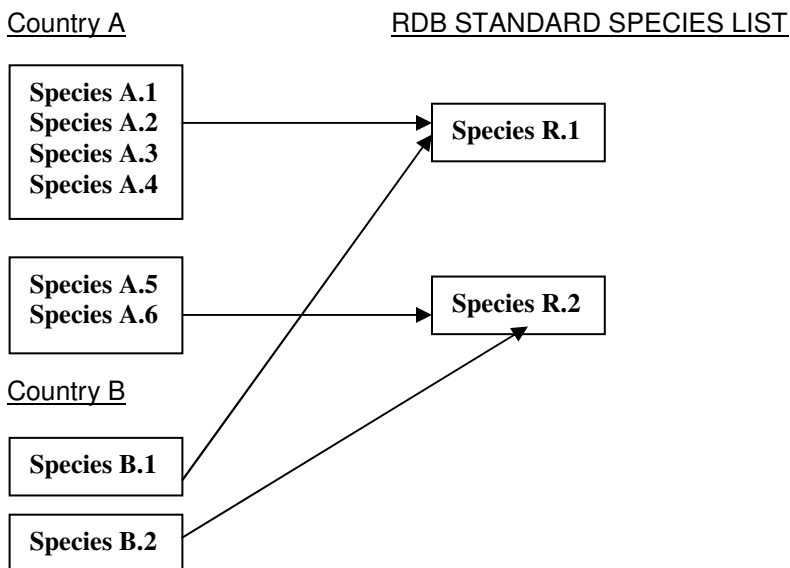 Country A
RDB STANDARD SPECIES LIST
Species A.1
Species A.2
Species A.3
Species A.4
Species R.1
Species A.5
Species A.6
Species R.2
Country B
Species B.1
Species B.2